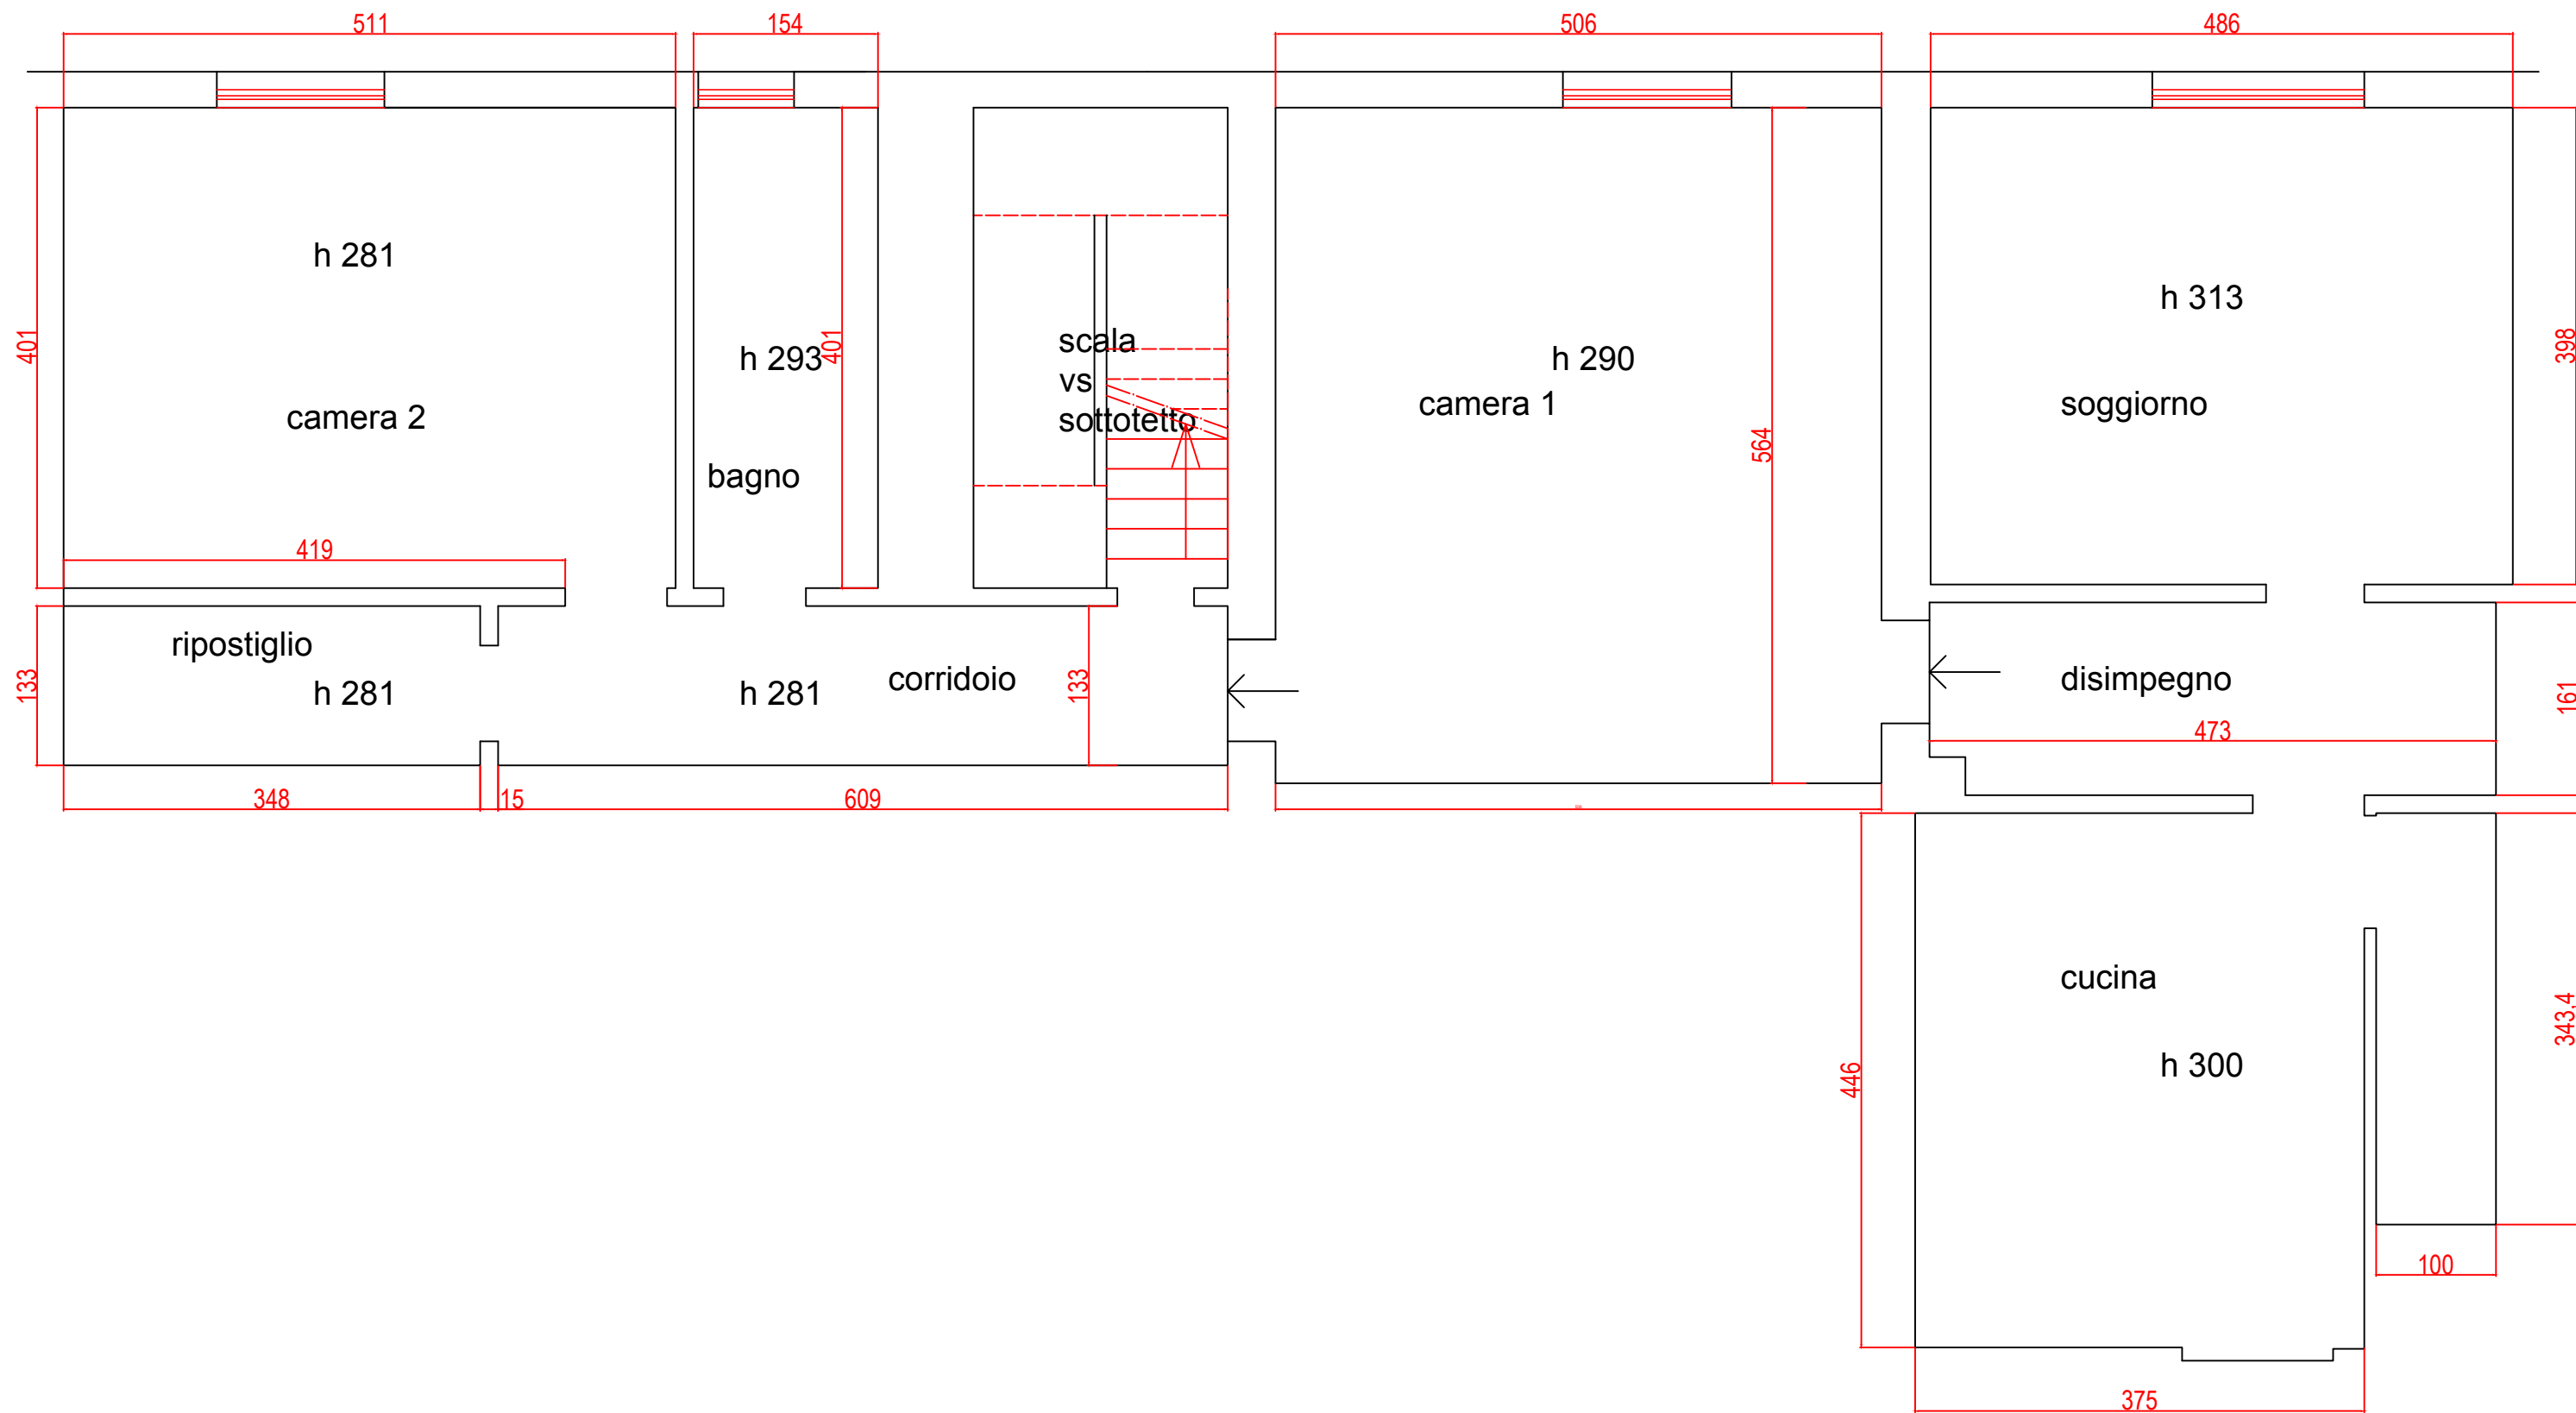 511
154
506
486
h 281
h 313
scala
vs
sottotetto
401
h 293
401
h 290
398
camera 2
camera 1
soggiorno
564
bagno
419
ripostiglio
133
h 281
h 281
corridoio
133
disimpegno
161
473
348
15
609
cucina
343,4
446
h 300
100
375